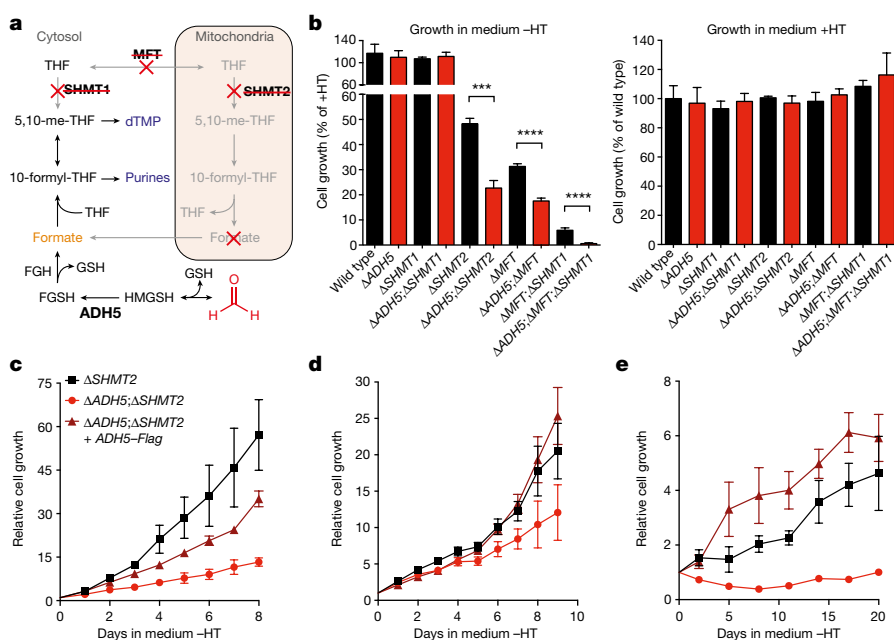 a
Cytosol
Mitochondria
MFT
THF
THF
SHMT1
SHMT2
5,10-me-THF
dTMP
5,10-me-THF
10-formyl-THF
Purines
10-formyl-THF
THF
THF
Formate
Formate
FGH
GSH
GSH
FGSH
HMGSH
ADH5
O
H
H
b
Growth in medium –HT
Cell growth (% of +HT)
120
100
80
60
60
50
40
30
20
10
0
***
****
****
Wild type
ΔADH5
ΔSHMT1
ΔADH5;ΔSHMT1
ΔSHMT2
ΔADH5;ΔSHMT2
ΔMFT
ΔADH5;ΔMFT
ΔMFT;ΔSHMT1
ΔADH5;ΔMFT;ΔSHMT1
Growth in medium +HT
Cell growth (% of wild type)
140
120
100
80
60
40
20
0
Wild type
ΔADH5
ΔSHMT1
ΔADH5;ΔSHMT1
ΔSHMT2
ΔADH5;ΔSHMT2
ΔMFT
ΔADH5;ΔMFT
ΔMFT;ΔSHMT1
ΔADH5;ΔMFT;ΔSHMT1
c
ΔSHMT2
ΔADH5;ΔSHMT2
ΔADH5;ΔSHMT2
+ ADH5–Flag
Relative cell growth
75
60
45
30
15
0
0 2 4 6 8
Days in medium –HT
d
Relative cell growth
30
25
20
15
10
5
0
0 2 4 6 8 10
Days in medium –HT
e
Relative cell growth
8
6
4
2
0
0 5 10 15 20
Days in medium –HT